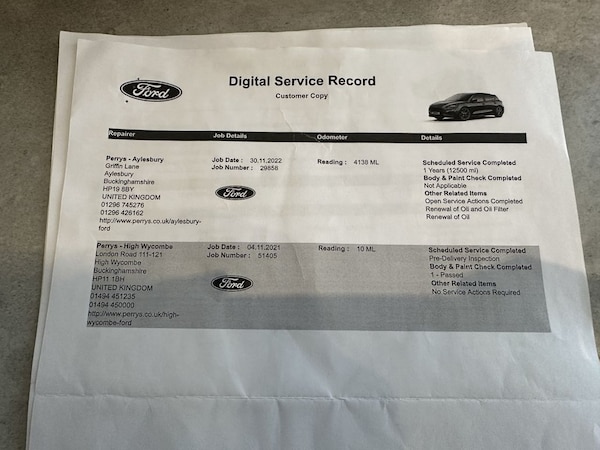 Ford
Digital Service Record
Customer Copy
Repairer Job Details Odometer Details
Perrys - Aylesbury
Griffin Lane
Aylesbury
Buckinghamshire
HP19 8BY
UNITED KINGDOM
01296 745276
01296 426162
http://www.perrys.co.uk/aylesbury-
ford
Job Date : 30.11.2022
Job Number : 29858
Ford
Reading : 4138 ML
Scheduled Service Completed
1 Years (12500 mi)
Body & Paint Check Completed
Not Applicable
Other Related Items
Open Service Actions Completed
Renewal of Oil and Oil Filter
Renewal of Oil
Perrys - High Wycombe
London Road 111-121
High Wycombe
Buckinghamshire
HP11 1BH
UNITED KINGDOM
01494 451235
01494 450000
http://www.perrys.co.uk/high-
wycombe-ford
Job Date : 04.11.2021
Job Number : 51405
Ford
Reading : 10 ML
Scheduled Service Completed
Pre-Delivery Inspection
Body & Paint Check Completed
1 - Passed
Other Related Items
No Service Actions Required